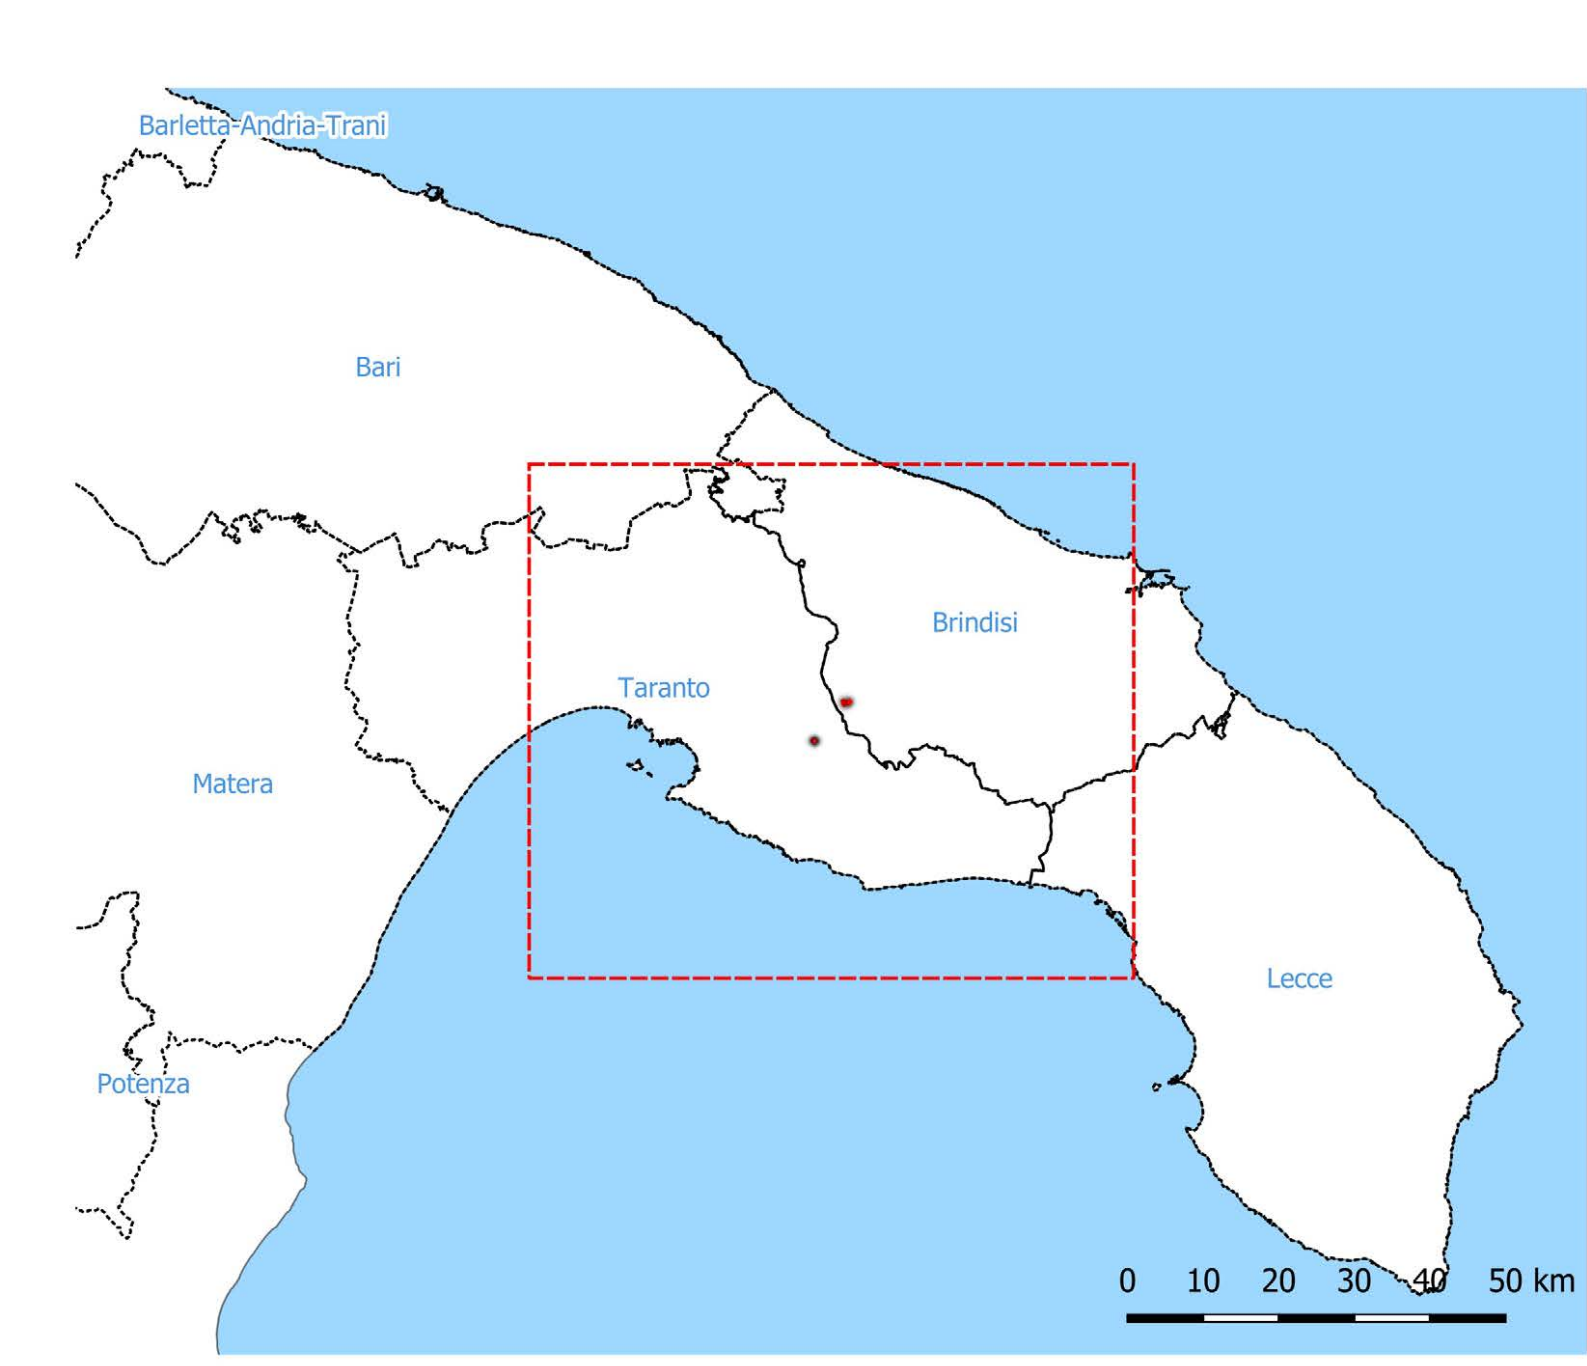 Barletta-Andria-Trani
Bari
Brindisi
Taranto
Matera
Lecce
Potenza
0 10 20 30 40 50 km